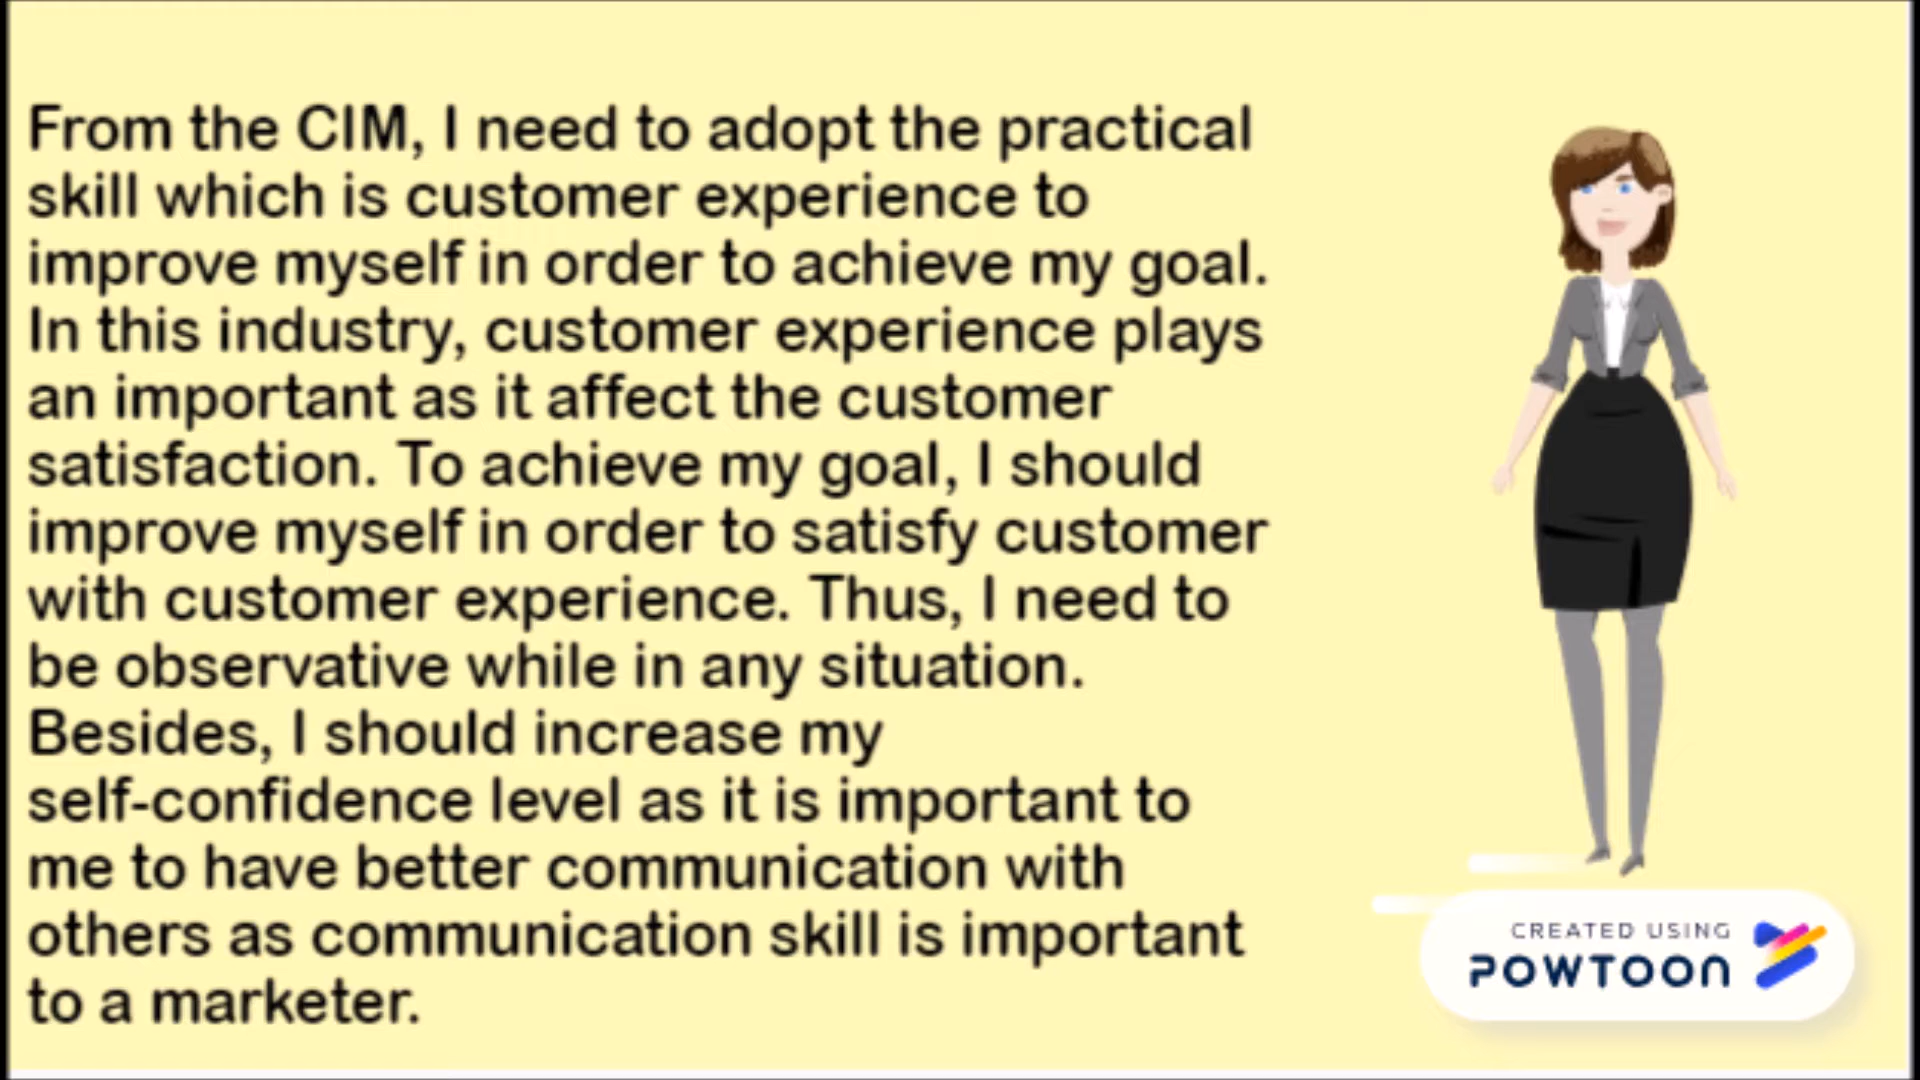 From the CIM, I need to adopt the practical
skill which is customer experience to
improve myself in order to achieve my goal.
In this industry, customer experience plays
an important as it affect the customer
satisfaction. To achieve my goal, I should
improve myself in order to satisfy customer
with customer experience. Thus, I need to
be observative while in any situation.
Besides, I should increase my
self-confidence level as it is important to
me to have better communication with
others as communication skill is important
to a marketer.
CREATED USING
POWTOON